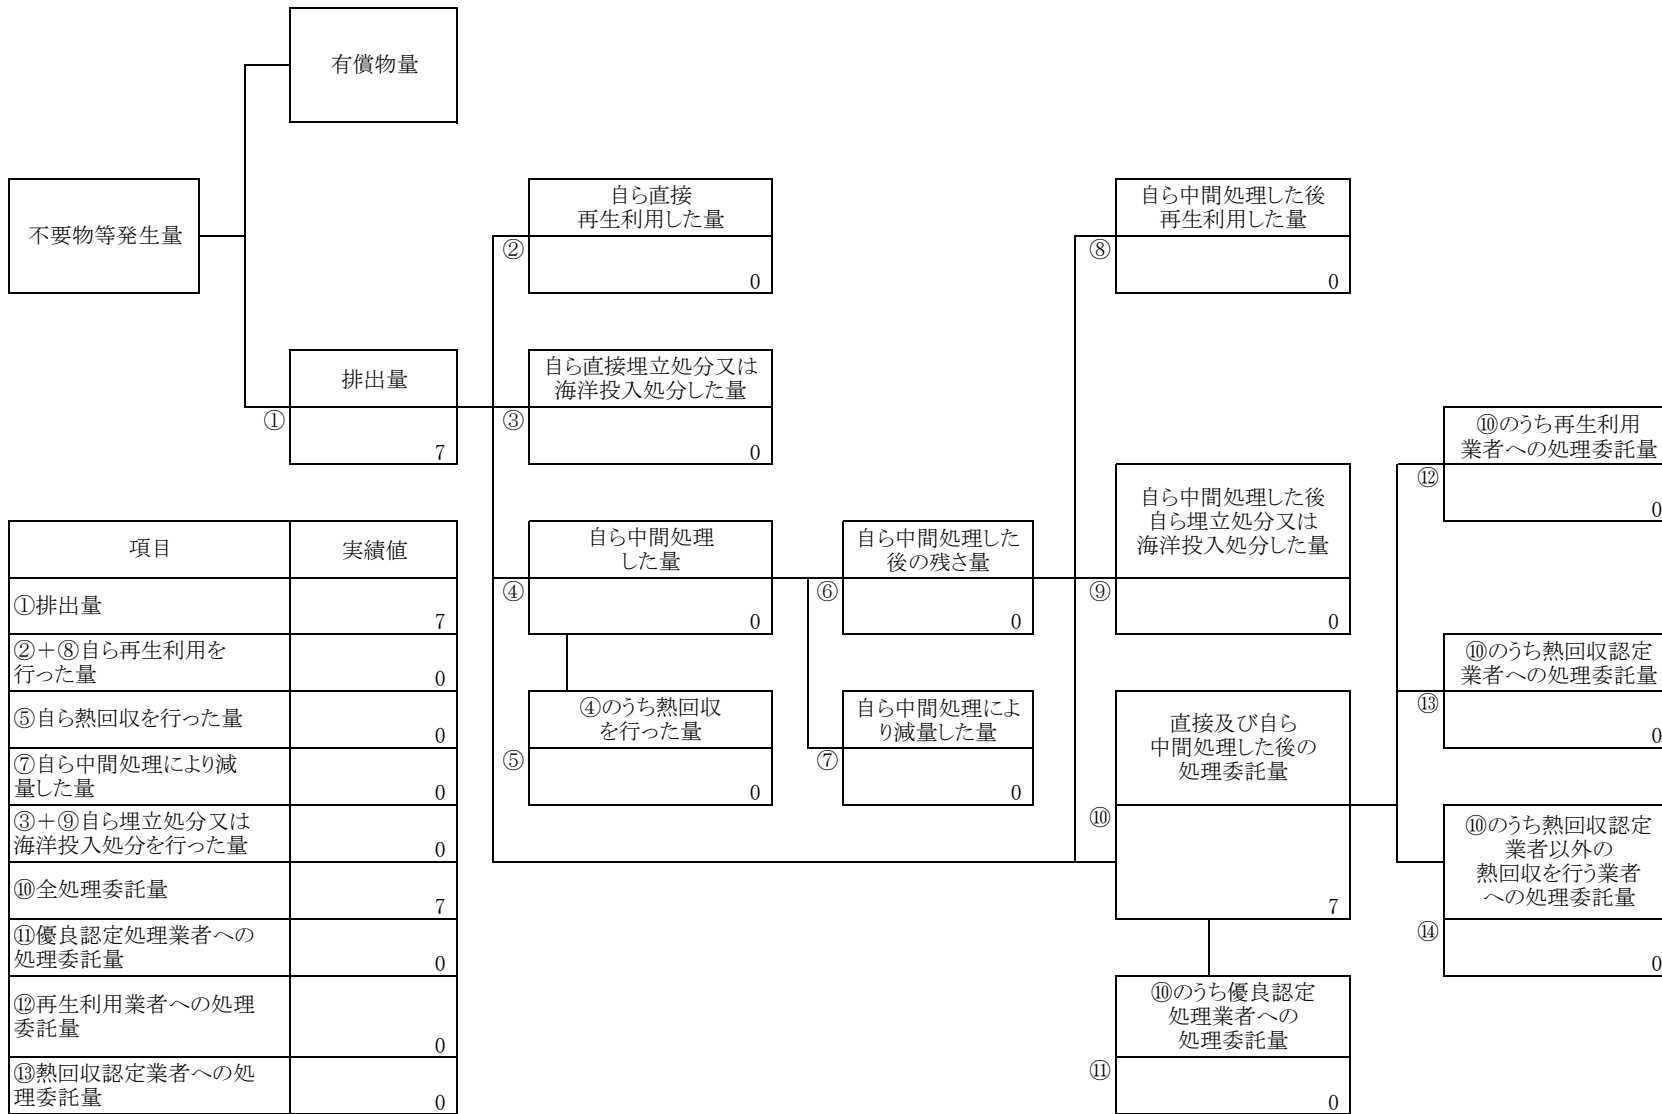 有償物量
不要物等発生量
排出量
①
7
自ら直接
再生利用した量
②
0
自ら直接埋立処分又は
海洋投入処分した量
③
0
自ら中間処理
した量
④
0
④のうち熱回収
を行った量
⑤
0
自ら中間処理した
後の残さ量
⑥
0
自ら中間処理によ
り減量した量
⑦
0
自ら中間処理した後
再生利用した量
⑧
0
自ら中間処理した後
自ら埋立処分又は
海洋投入処分した量
⑨
0
直接及び自ら
中間処理した後の
処理委託量
⑩
7
⑩のうち優良認定
処理業者への
処理委託量
⑪
0
⑩のうち再生利用
業者への処理委託量
⑫
0
⑩のうち熱回収認定
業者への処理委託量
⑬
0
⑩のうち熱回収認定
業者以外の
熱回収を行う業者
への処理委託量
⑭
0
項目 実績値
①排出量 7
②+⑧自ら再生利用を
行った量 0
⑤自ら熱回収を行った量 0
⑦自ら中間処理により減
量した量 0
③+⑨自ら埋立処分又は
海洋投入処分を行った量 0
⑩全処理委託量 7
⑪優良認定処理業者への
処理委託量 0
⑫再生利用業者への処理
委託量 0
⑬熱回収認定業者への処
理委託量 0